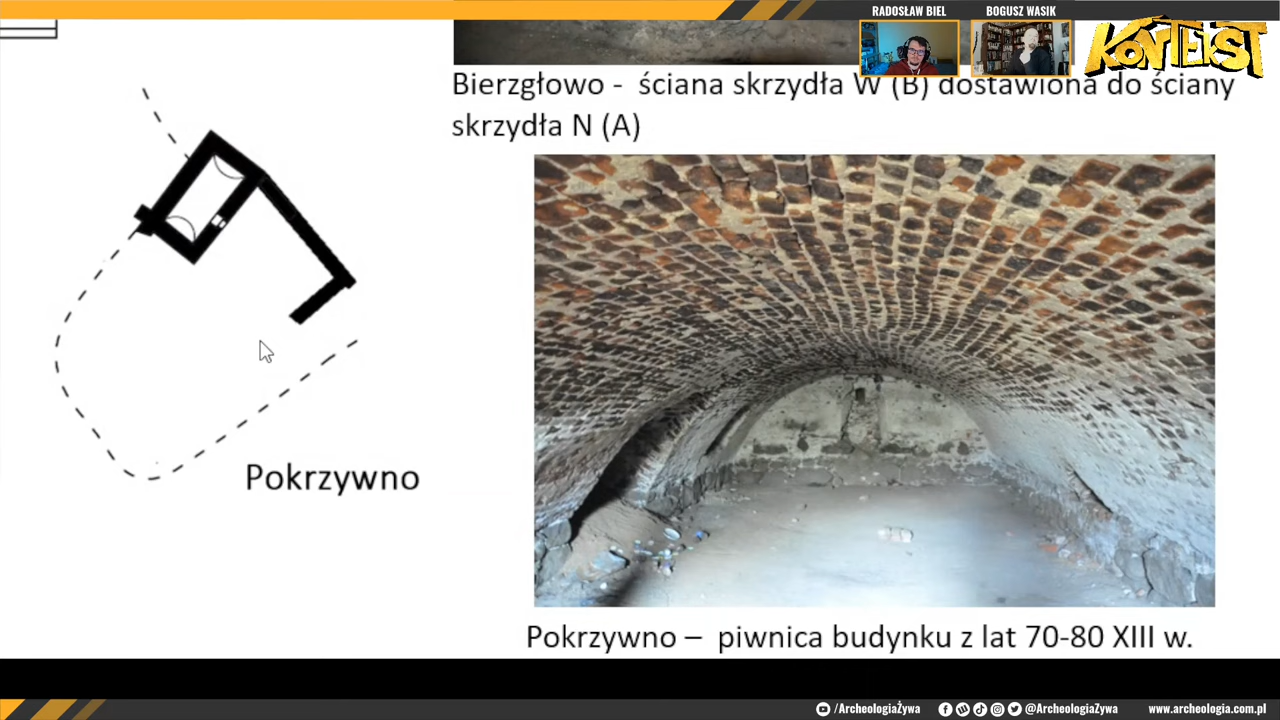 RADOSŁAW BIEL
BOGUSZ WASIK
KONTEKST
Bierzgłowo - ściana skrzydła W (B) dostawiona do ściany
skrzydła N (A)
Pokrzywno
Pokrzywno – piwnica budynku z lat 70-80 XIII w.
/ArcheologiaŻywa
@ArcheologiaZywa
www.archeologia.com.pl